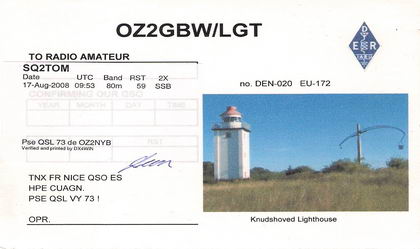 OZ2GBW/LGT
TO RADIO AMATEUR
SQ2TOM
Date UTC Band RST 2X
17-Aug-2008 09:53 80m 59 SSB
no. DEN-020 EU-172
CONFIRMING OUR QSO
YEAR MONTH DAY TIME
Pse QSL 73 de OZ2NYB
Verified and printed by DX4WIN
RST
TNX FR NICE QSO ES
HPE CUAGN.
PSE QSL VY 73 !
OPR.
Knudshoved Lighthouse